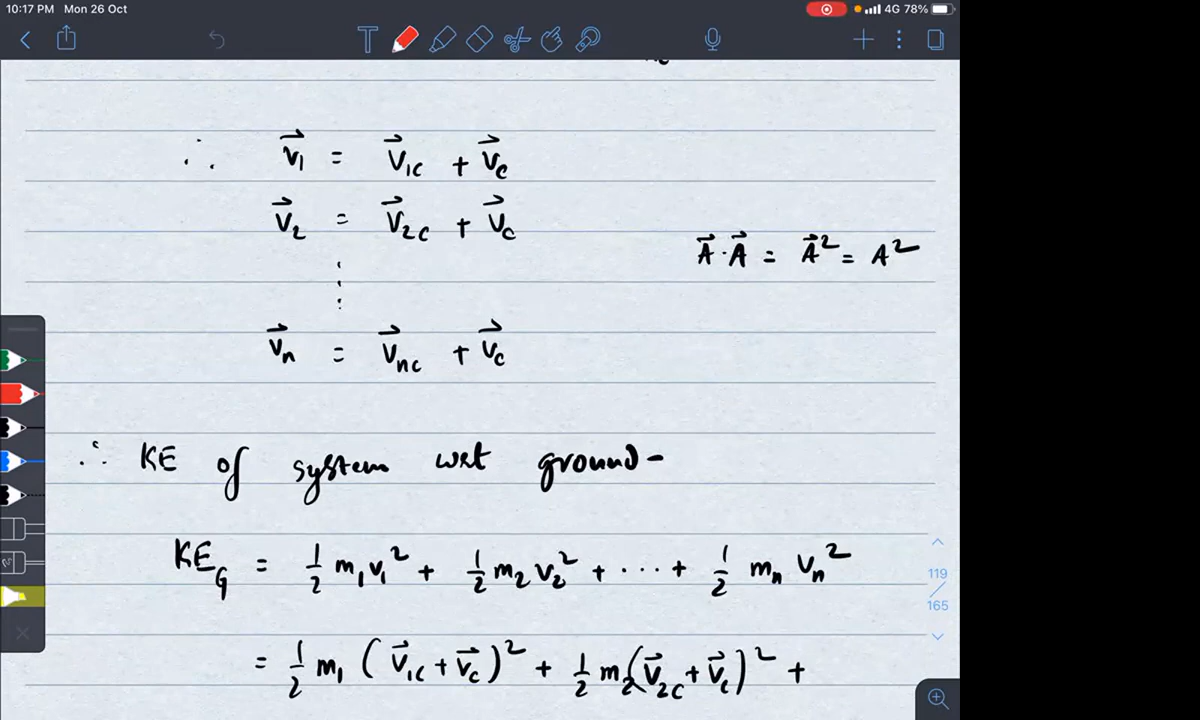 10:17 PM Mon 26 Oct 4G 78%
∴ v⃗₁ = v⃗₁c + v⃗c
v⃗₂ = v⃗₂c + v⃗c
A⃗ · A⃗ = A⃗² = A²
⋮
v⃗n = v⃗nc + v⃗c
∴ KE of system wrt ground -
KE_G = ½ m₁v₁² + ½ m₂v₂² + ... + ½ mn vn²
119
/
165
= ½ m₁ (v⃗₁c + v⃗c)² + ½ m₂(v⃗₂c + v⃗c)² +